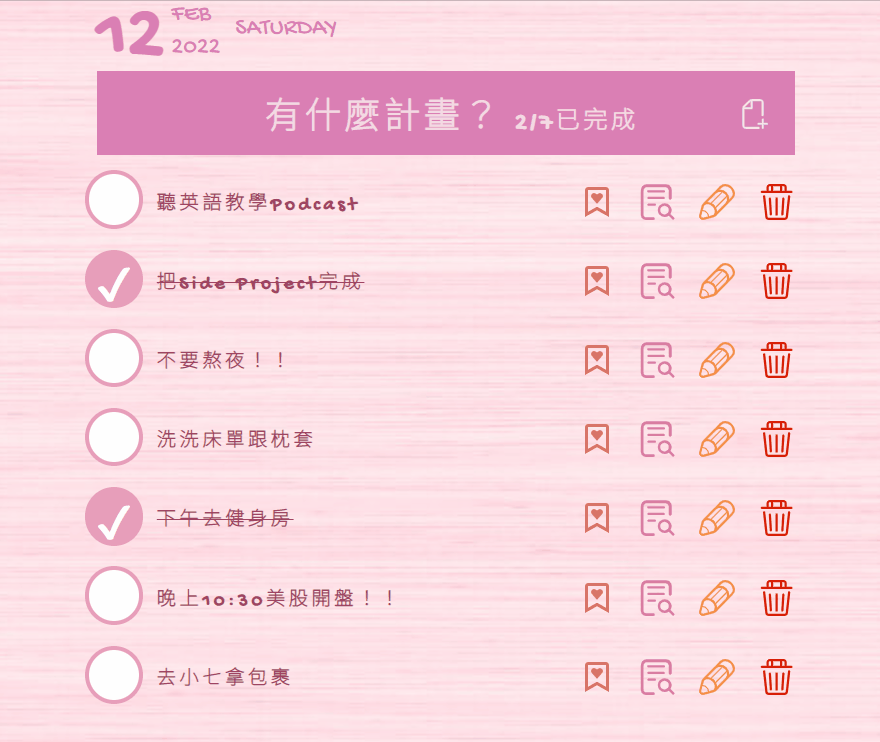 12 FEB SATURDAY
2022
有什麼計畫？ 2/7已完成
聽英語教學Podcast
把Side Project完成
不要熬夜！！
洗洗床單跟枕套
下午去健身房
晚上10:30美股開盤！！
去小七拿包裹